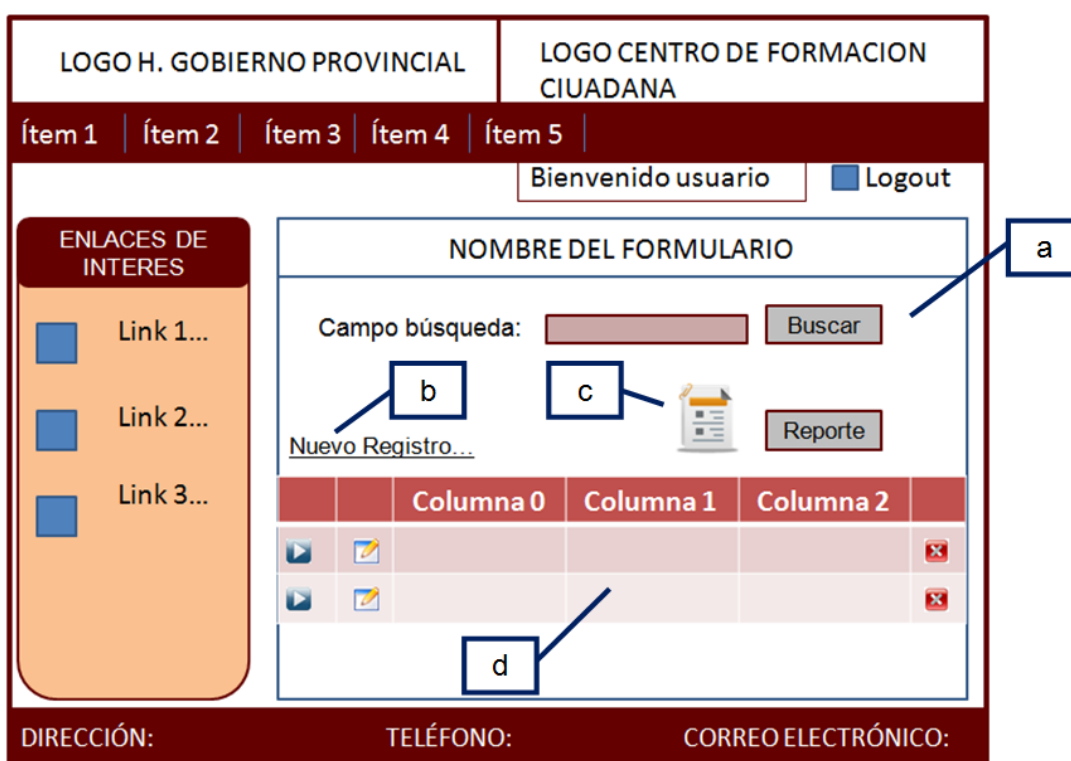 LOGO H. GOBIERNO PROVINCIAL
LOGO CENTRO DE FORMACION
CIUADANA
Ítem 1 Ítem 2 Ítem 3 Ítem 4 Ítem 5
Bienvenido usuario
Logout
ENLACES DE
INTERES
Link 1...
Link 2...
Link 3...
NOMBRE DEL FORMULARIO
a
Campo búsqueda:
Buscar
b
c
Nuevo Registro...
Reporte
Columna 0 Columna 1 Columna 2
d
DIRECCIÓN: TELÉFONO: CORREO ELECTRÓNICO: